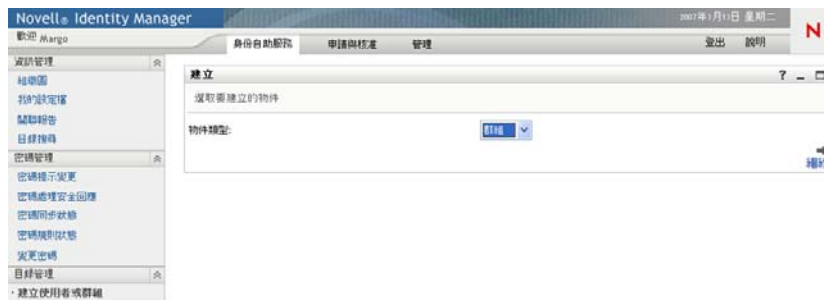 Novell® Identity Manager
2007年1月13日 星期二
歡迎 Margo
身份自助服務 申請與核准 管理
登出 說明
N
資訊管理
組織圖
我的設定檔
關聯報告
目錄搜尋
密碼管理
密碼提示變更
密碼處理安全回應
密碼同步狀態
密碼規則狀態
變更密碼
目錄管理
·建立使用者或群組
建立
選取要建立的物件
物件類型:
群組
繼續